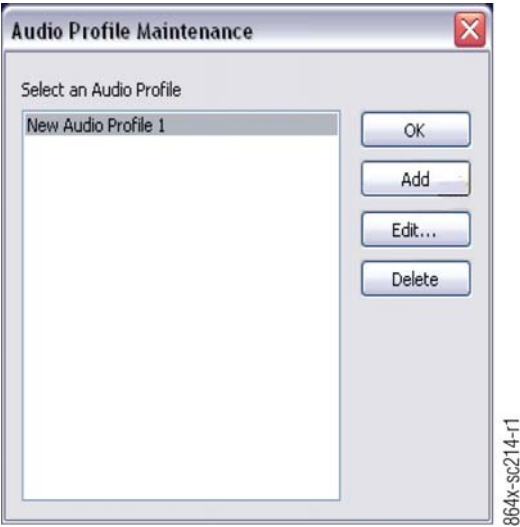 Audio Profile Maintenance
Select an Audio Profile
New Audio Profile 1
OK
Add
Edit...
Delete
864x-sc214-r1